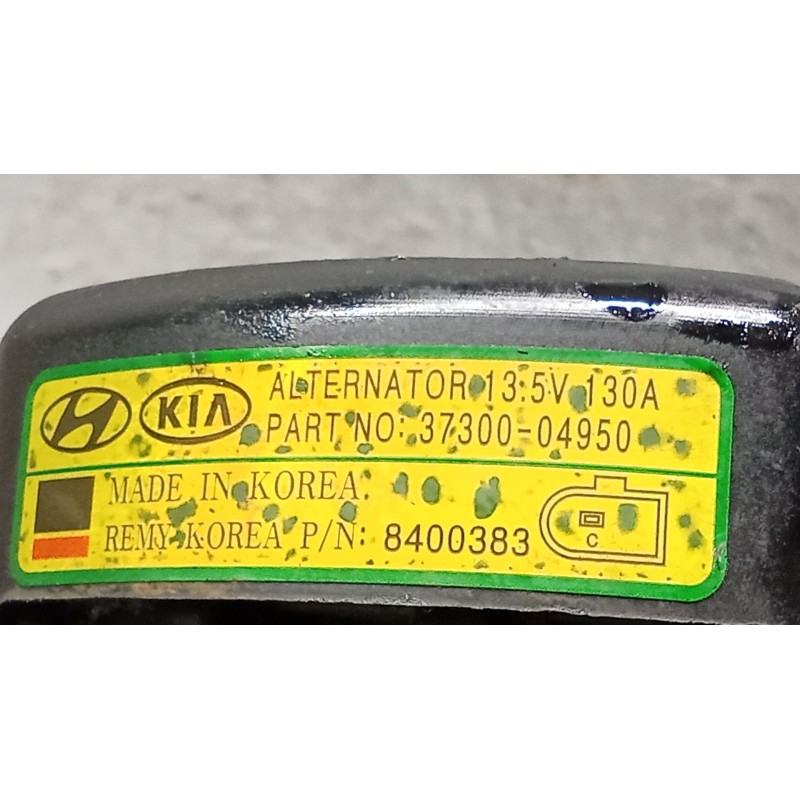 KIA
ALTERNATOR 13.5V 130A
PART NO: 37300-04950
MADE IN KOREA
REMY KOREA P/N: 8400383
C